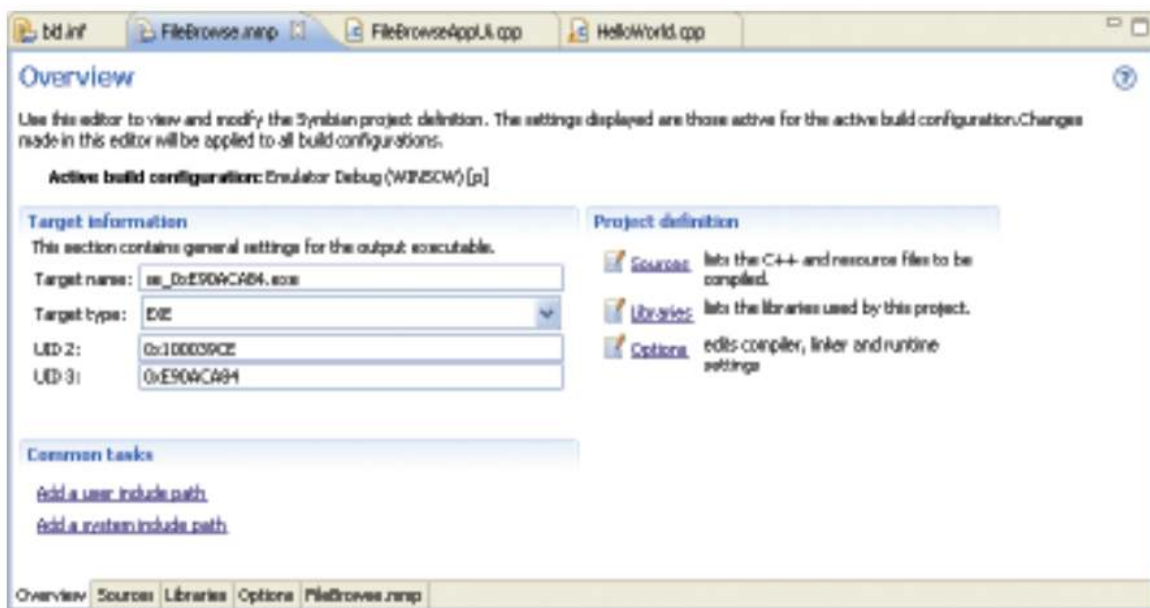 bld.inf FileBrowse.mmp FileBrowseAppUi.cpp HelloWorld.cpp
Overview
Use this editor to view and modify the Symbian project definition. The settings displayed are those active for the active build configuration.Changes
made in this editor will be applied to all build configurations.
Active build configuration: Emulator Debug (WINSCW) [p]
Target information
This section contains general settings for the output executable.
Target name:
Target type: EXE
UID 2: 0x100039CE
UID 3: 0xE90ACA84
Project definition
Sources lists the C++ and resource files to be
compiled.
Libraries lists the libraries used by this project.
Options edits compiler, linker and runtime
settings
Common tasks
Add a user include path
Add a system include path
Overview Sources Libraries Options FileBrowse.mmp